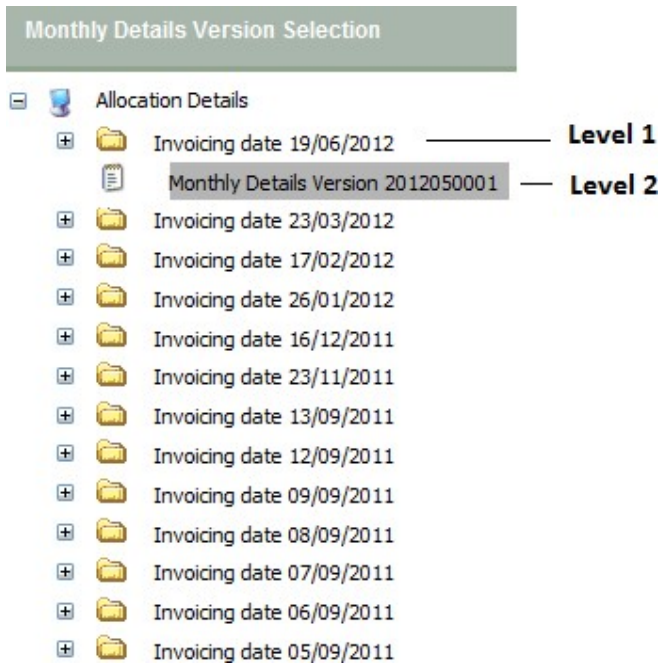 Monthly Details Version Selection
Allocation Details
Invoicing date 19/06/2012 Level 1
Monthly Details Version 2012050001 Level 2
Invoicing date 23/03/2012
Invoicing date 17/02/2012
Invoicing date 26/01/2012
Invoicing date 16/12/2011
Invoicing date 23/11/2011
Invoicing date 13/09/2011
Invoicing date 12/09/2011
Invoicing date 09/09/2011
Invoicing date 08/09/2011
Invoicing date 07/09/2011
Invoicing date 06/09/2011
Invoicing date 05/09/2011